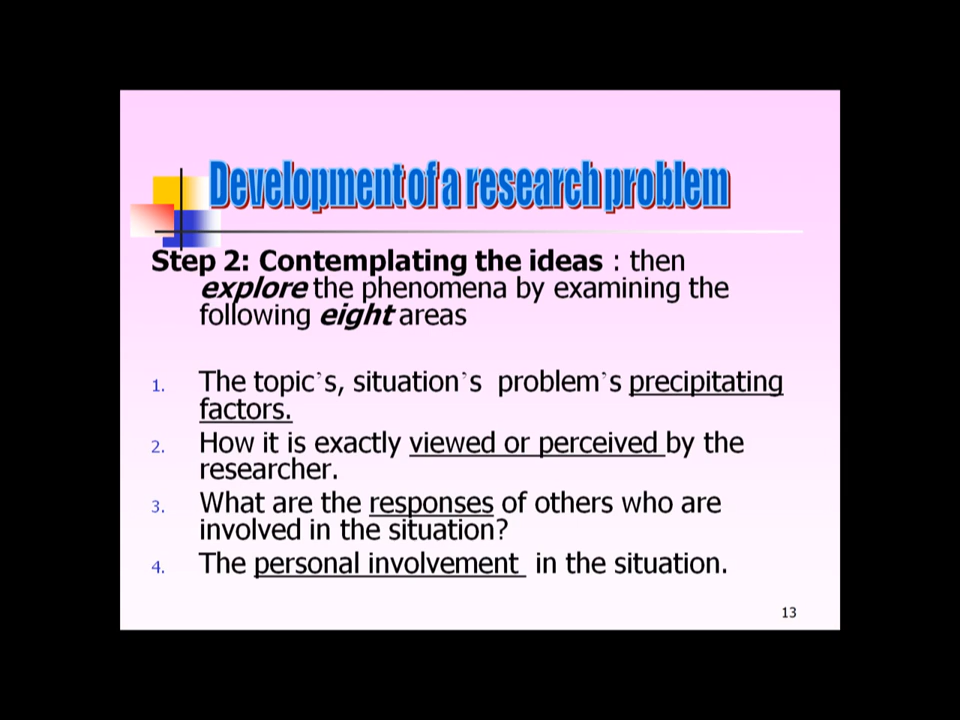 Development of a research problem
Step 2: Contemplating the ideas : then
explore the phenomena by examining the
following eight areas
1. The topic`s, situation`s problem`s precipitating
factors.
2. How it is exactly viewed or perceived by the
researcher.
3. What are the responses of others who are
involved in the situation?
4. The personal involvement in the situation.
13